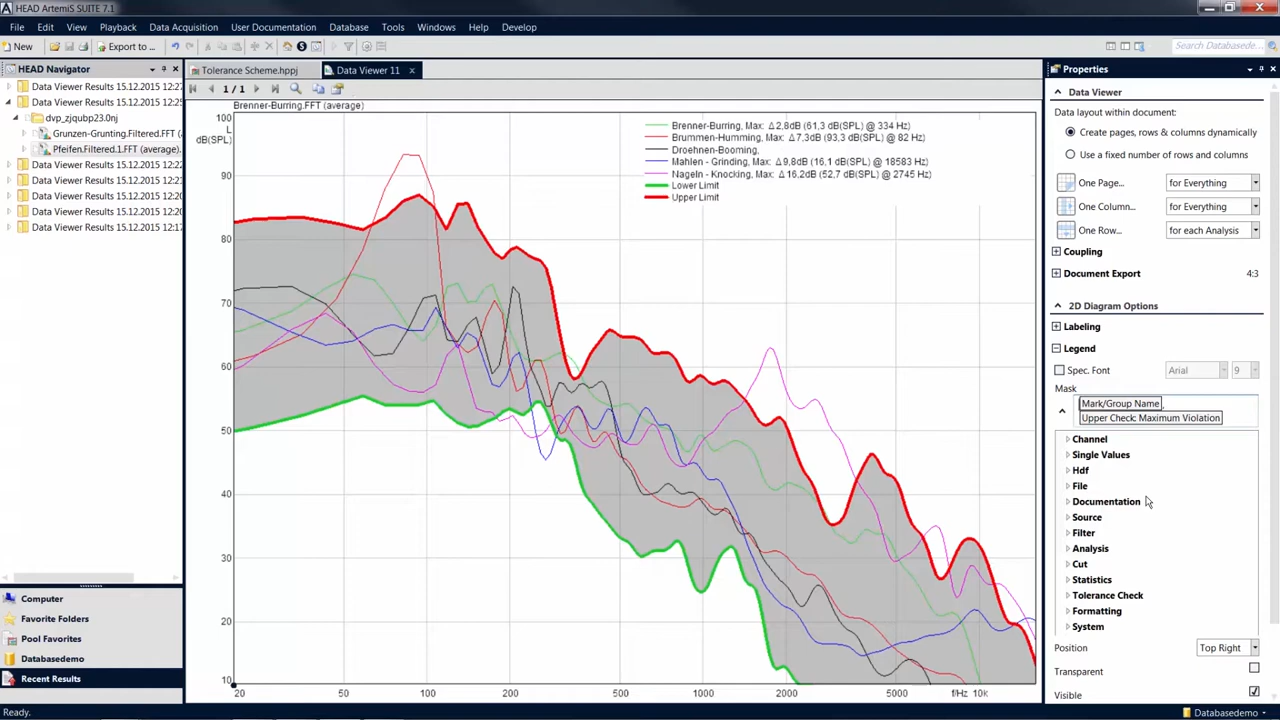 HEAD ArtemiS SUITE 7.1
File Edit View Playback Data Acquisition User Documentation Database Tools Windows Help Develop
New Export to ... Search Databasede...
HEAD Navigator
Data Viewer Results 15.12.2015 12:27
Data Viewer Results 15.12.2015 12:25
dvp_zjqubp23.0nj
Grunzen-Grunting.Filtered.FFT (
Pfeifen.Filtered.1.FFT (average).
Data Viewer Results 15.12.2015 12:22
Data Viewer Results 15.12.2015 12:21
Data Viewer Results 15.12.2015 12:20
Data Viewer Results 15.12.2015 12:20
Data Viewer Results 15.12.2015 12:17
Computer
Favorite Folders
Pool Favorites
Databasedemo
Recent Results
Ready.
Tolerance Scheme.hppj
Data Viewer 11
1 / 1
Brenner-Burring.FFT (average)
L
dB(SPL)
100
90
80
70
60
50
40
30
20
10
20 50 100 200 500 1000 2000 5000 f/Hz 10k
Brenner-Burring, Max: Δ2,8dB (61,3 dB(SPL) @ 334 Hz)
Brummen-Humming, Max: Δ7,3dB (93,3 dB(SPL) @ 82 Hz)
Droehnen-Booming,
Mahlen - Grinding, Max: Δ9,8dB (16,1 dB(SPL) @ 18583 Hz)
Nageln - Knocking, Max: Δ16,2dB (52,7 dB(SPL) @ 2745 Hz)
Lower Limit
Upper Limit
Properties
Data Viewer
Data layout within document:
Create pages, rows & columns dynamically
Use a fixed number of rows and columns
One Page... for Everything
One Column... for Everything
One Row... for each Analysis
Coupling
Document Export 4:3
2D Diagram Options
Labeling
Legend
Spec. Font Arial 9
Mask
Mark/Group Name ,
Upper Check: Maximum Violation
Channel
Single Values
Hdf
File
Documentation
Source
Filter
Analysis
Cut
Statistics
Tolerance Check
Formatting
System
Position Top Right
Transparent
Visible
Databasedemo